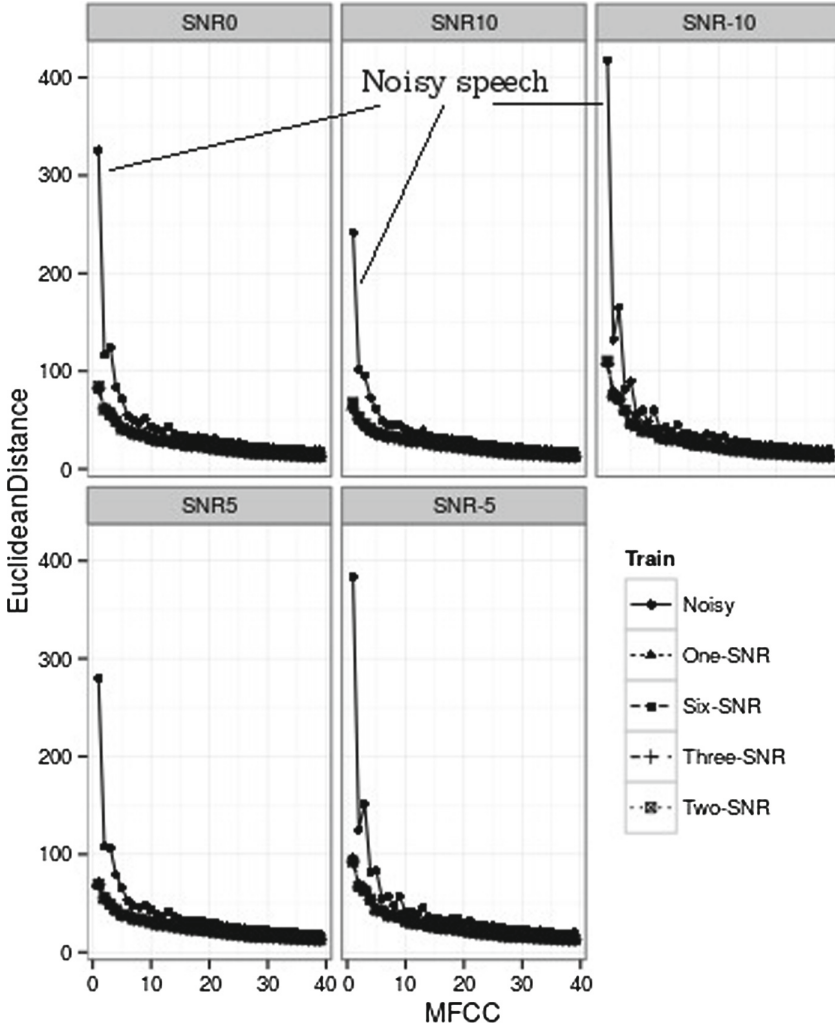 SNR0
SNR10
SNR-10
Noisy speech
400
300
200
100
0
EuclideanDistance
SNR5
SNR-5
400
300
200
100
0
0 10 20 30 40
0 10 20 30 40
MFCC
Train
Noisy
One-SNR
Six-SNR
Three-SNR
Two-SNR